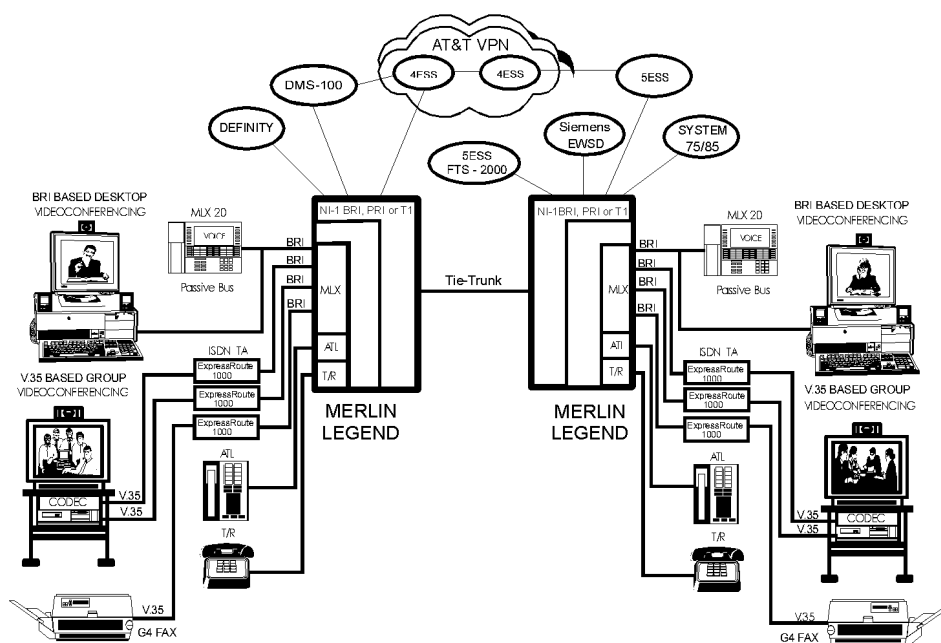 AT&T VPN
4ESS
4ESS
5ESS
DMS-100
DEFINITY
5ESS
FTS - 2000
Siemens
EWSD
SYSTEM
75/85
BRI BASED DESKTOP
VIDEOCONFERENCING
MLX 20
VOICE
Passive Bus
NI-1 BRI, PRI or T1
BRI
BRI
BRI
BRI
MLX
ATL
T/R
MERLIN
LEGEND
Tie-Trunk
NI-1BRI, PRI or T1
MLX
ATl
T/R
MERLIN
LEGEND
BRI
BRI
BRI
BRI
MLX 20
VOICE
Passive Bus
BRI BASED DESKTOP
VIDEOCONFERENCING
ISDN TA
ExpressRoute
1000
ExpressRoute
1000
ExpressRoute
1000
V.35 BASED GROUP
VIDEOCONFERENCING
CODEC
V.35
V.35
ATL
T/R
V.35
G4 FAX
ISDN TA
ExpressRoute
1000
ExpressRoute
1000
ExpressRoute
1000
V.35 BASED GROUP
VIDEOCONFERENCING
V.35
V.35
CODEC
ATL
T/R
V.35
G4 FAX